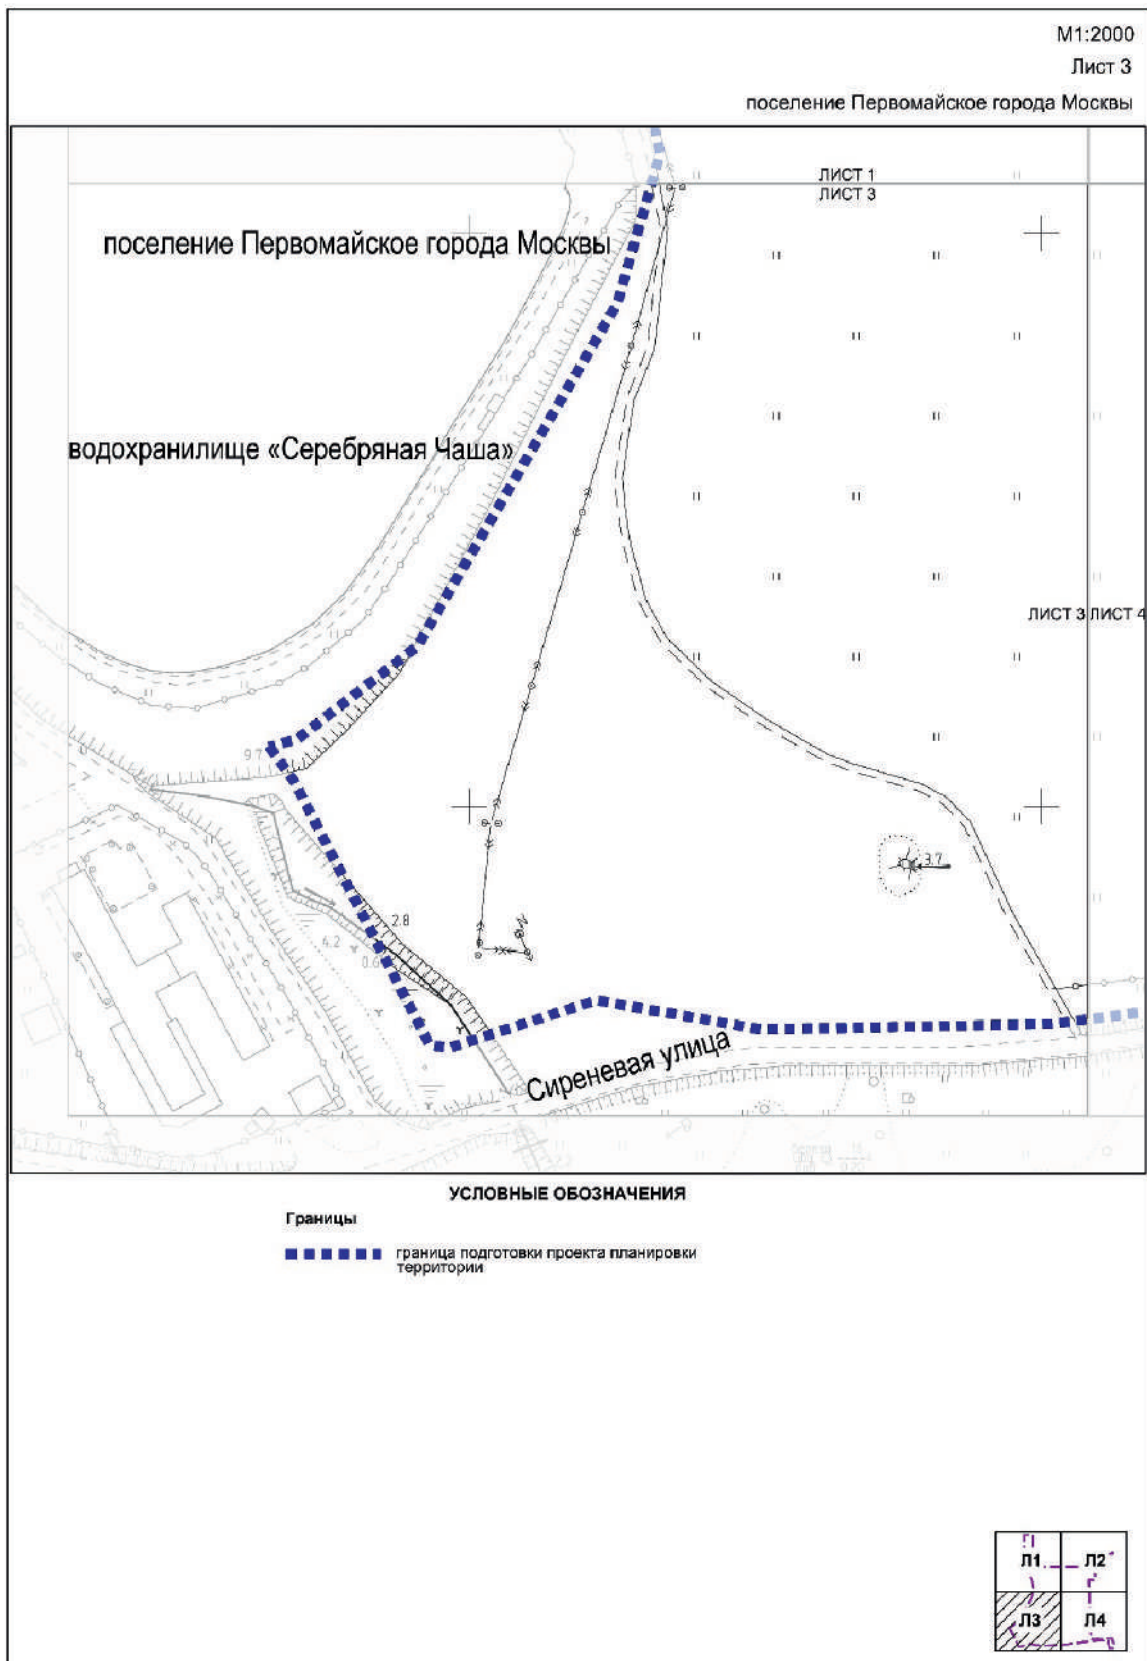 М1:2000
Лист 3
поселение Первомайское города Москвы
ЛИСТ 1
ЛИСТ 3
поселение Первомайское города Москвы
водохранилище «Серебряная Чаша»
ЛИСТ 3 ЛИСТ 4
9.7
3.7
2.8
4.2
0.6
Сиреневая улица
УСЛОВНЫЕ ОБОЗНАЧЕНИЯ
Границы
граница подготовки проекта планировки
территории
Л1 Л2
Л3 Л4